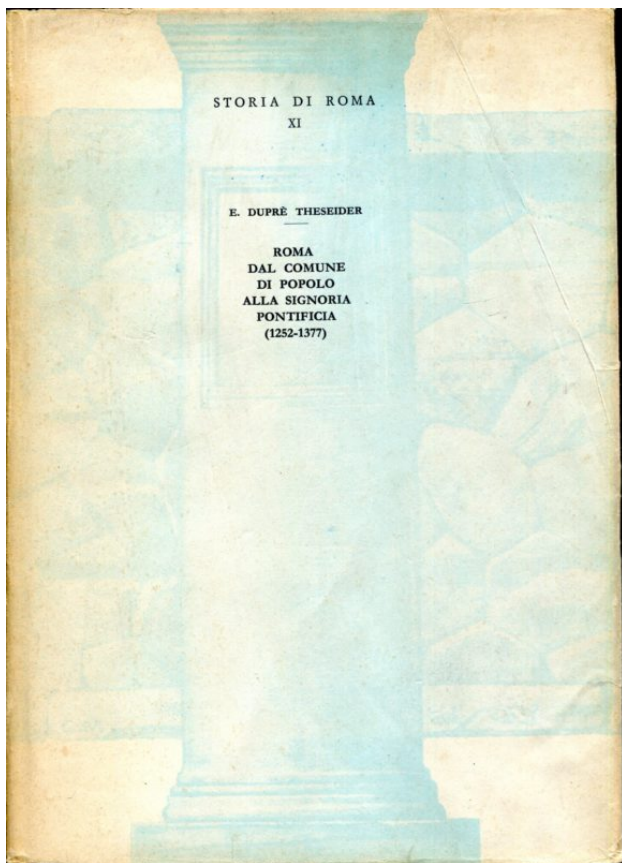 STORIA DI ROMA
XI
E. DUPRÈ THESEIDER
ROMA
DAL COMUNE
DI POPOLO
ALLA SIGNORIA
PONTIFICIA
(1252-1377)